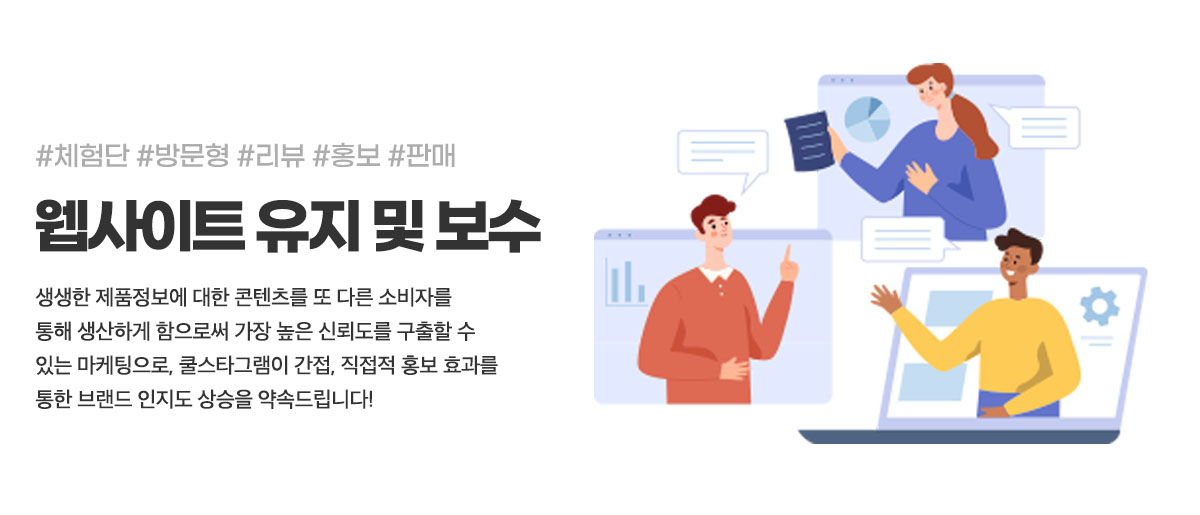 #체험단 #방문형 #리뷰 #홍보 #판매
웹사이트 유지 및 보수
생생한 제품정보에 대한 콘텐츠를 또 다른 소비자를
통해 생산하게 함으로써 가장 높은 신뢰도를 구출할 수
있는 마케팅으로, 쿨스타그램이 간접, 직접적 홍보 효과를
통한 브랜드 인지도 상승을 약속드립니다!